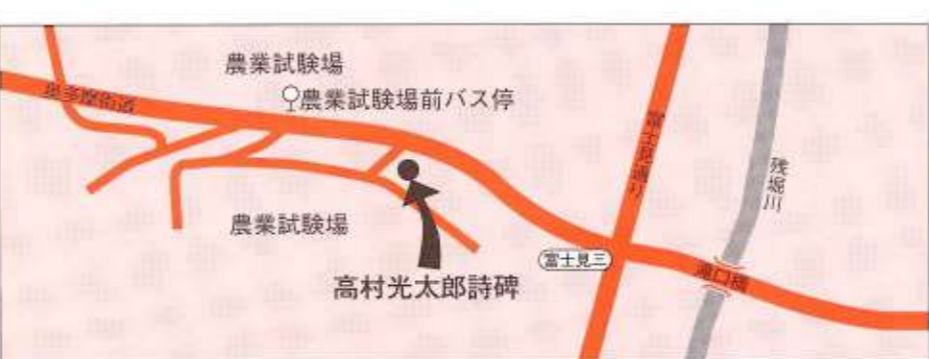 農業試験場
農業試験場前バス停
奥多摩街道
富士見通り
残堀川
農業試験場
富士見三
滝口橋
高村光太郎詩碑